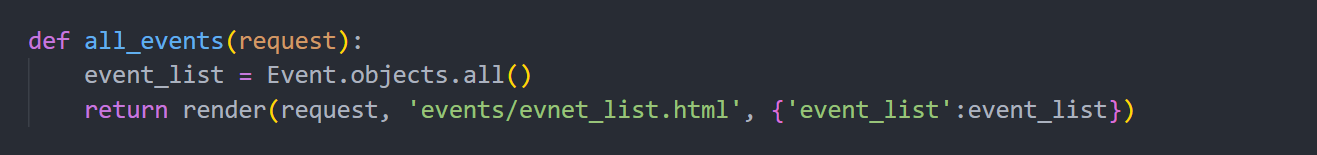 def all_events(request):
    event_list = Event.objects.all()
    return render(request, 'events/evnet_list.html', {'event_list':event_list})